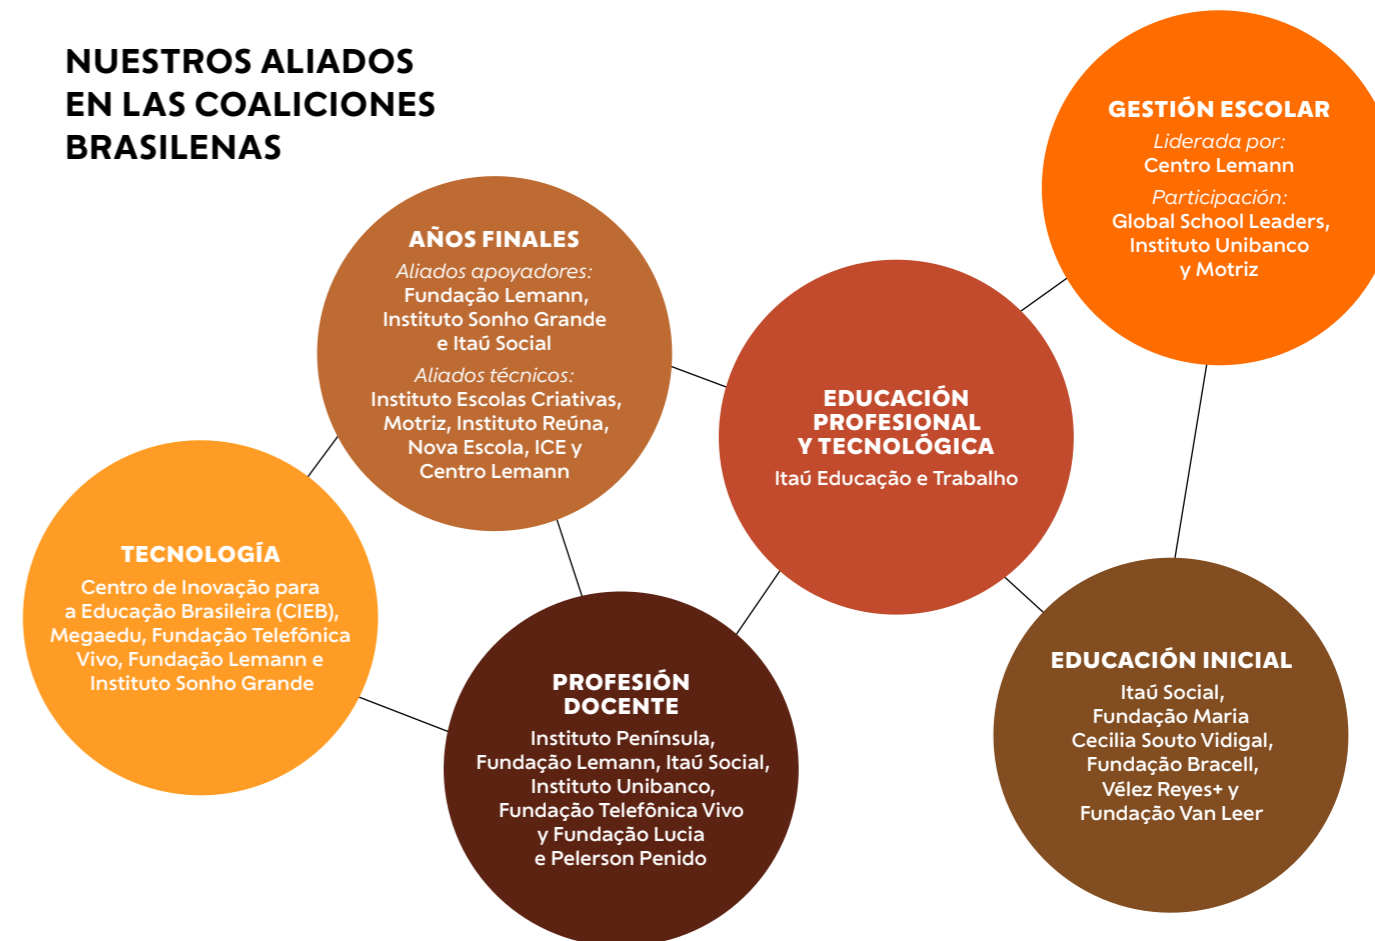 NUESTROS ALIADOS
EN LAS COALICIONES
BRASILENAS
GESTIÓN ESCOLAR
Liderada por:
Centro Lemann
Participación:
Global School Leaders,
Instituto Unibanco
y Motriz
AÑOS FINALES
Aliados apoyadores:
Fundação Lemann,
Instituto Sonho Grande
e Itaú Social
Aliados técnicos:
Instituto Escolas Criativas,
Motriz, Instituto Reúna,
Nova Escola, ICE y
Centro Lemann
EDUCACIÓN
PROFESIONAL
Y TECNOLÓGICA
Itaú Educação e Trabalho
TECNOLOGÍA
Centro de Inovação para
a Educação Brasileira (CIEB),
Megaedu, Fundação Telefônica
Vivo, Fundação Lemann e
Instituto Sonho Grande
PROFESIÓN
DOCENTE
Instituto Península,
Fundação Lemann, Itaú Social,
Instituto Unibanco,
Fundação Telefônica Vivo
y Fundação Lucia
e Pelerson Penido
EDUCACIÓN INICIAL
Itaú Social,
Fundação Maria
Cecilia Souto Vidigal,
Fundação Bracell,
Vélez Reyes+ y
Fundação Van Leer